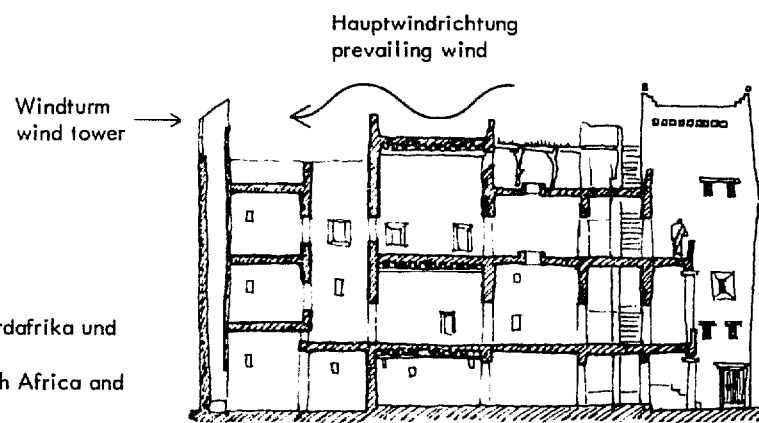 Hauptwindrichtung
prevailing wind
Windturm
wind tower
rdafrika und
h Africa and